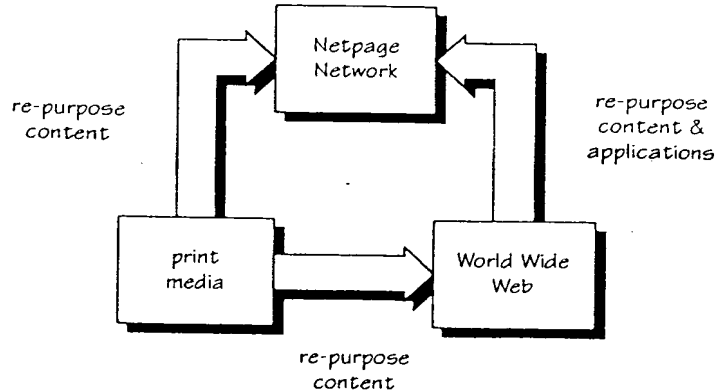 Netpage
Network
re-purpose
content
re-purpose
content &
applications
print
media
World Wide
Web
re-purpose
content